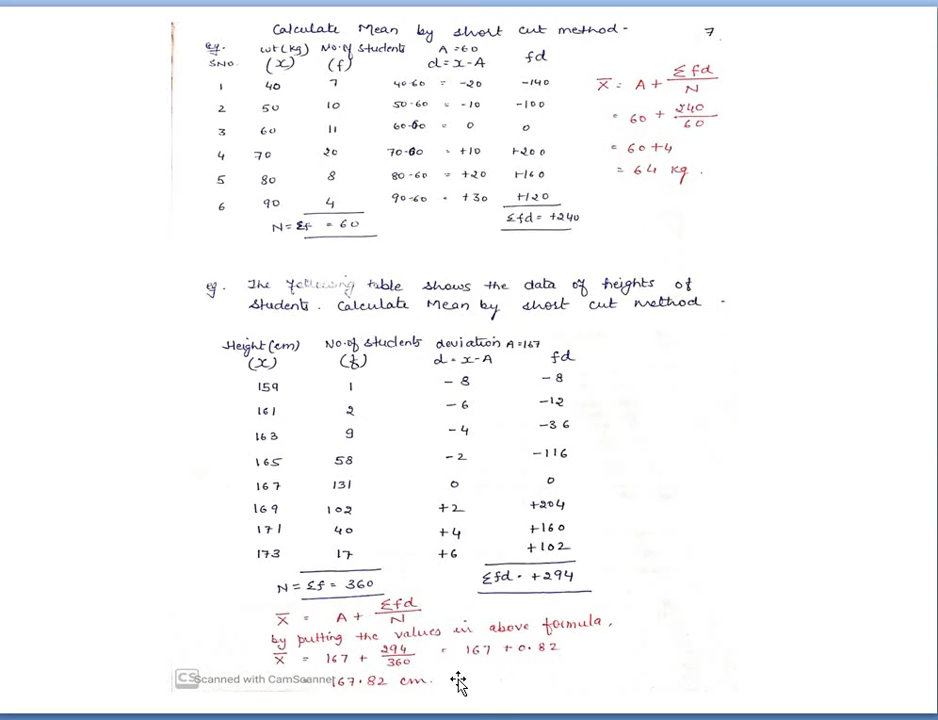 Calculate Mean by short cut method - 7
eg. wt(kg) No. of Students A = 60 fd
SNO. (x) (f) d = x-A
1 40 7 40-60 = -20 -140
2 50 10 50-60 = -10 -100
3 60 11 60-60 = 0 0
4 70 20 70-60 = +10 +200
5 80 8 80-60 = +20 +160
6 90 4 90-60 = +30 +120
N = Σf = 60 Σfd = +240
X̄ = A + Σfd/N
= 60 + 240/60
= 60+4
= 64 kg.
eg. The following table shows the data of heights of
students. Calculate Mean by short cut method -
Height(cm) No. of students deviation A=167
(x) (f) d = x-A fd
159 1 -8 -8
161 2 -6 -12
163 9 -4 -36
165 58 -2 -116
167 131 0 0
169 102 +2 +204
171 40 +4 +160
173 17 +6 +102
N = Σf = 360 Σfd = +294
X̄ = A + Σfd/N
by putting the values in above formula,
X̄ = 167 + 294/360 = 167 + 0.82
167.82 cm.
CS Scanned with CamScanner